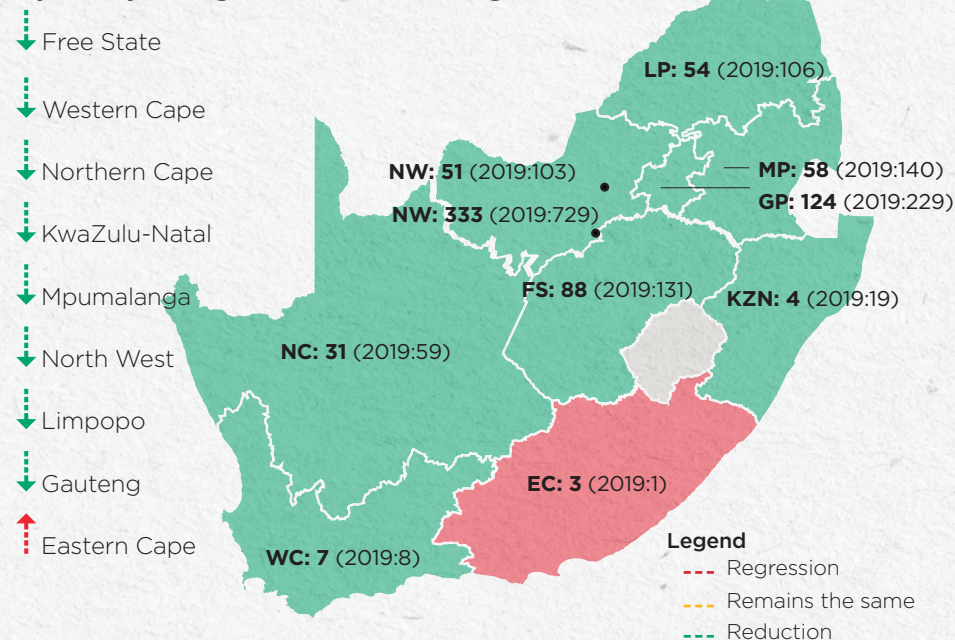 Free State
Western Cape
Northern Cape
KwaZulu-Natal
Mpumalanga
North West
Limpopo
Gauteng
Eastern Cape
LP: 54 (2019:106)
NW: 51 (2019:103)
MP: 58 (2019:140)
GP: 124 (2019:229)
NW: 333 (2019:729)
FS: 88 (2019:131)
KZN: 4 (2019:19)
NC: 31 (2019:59)
EC: 3 (2019:1)
WC: 7 (2019:8)
Legend
Regression
Remains the same
Reduction